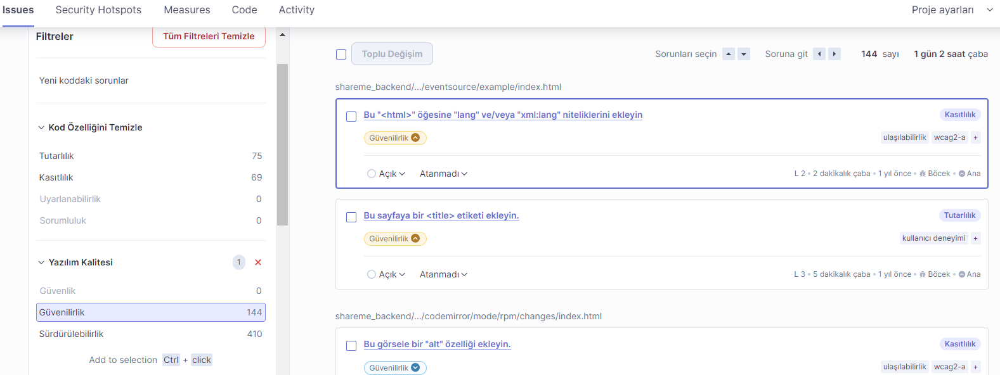 Issues Security Hotspots Measures Code Activity Proje ayarları
Filtreler Tüm Filtreleri Temizle
Yeni koddaki sorunlar
Kod Özelliğini Temizle
Tutarlılık 75
Kasıtlılık 69
Uyarlanabilirlik 0
Sorumluluk 0
Yazılım Kalitesi 1
Güvenlik 0
Güvenilirlik 144
Sürdürülebilirlik 410
Add to selection Ctrl + click
Toplu Değişim Sorunları seçin Soruna git 144 sayı 1 gün 2 saat çaba
shareme_backend/.../eventsource/example/index.html
Bu "<html>" öğesine "lang" ve/veya "xml:lang" niteliklerini ekleyin Kasıtlılık
Güvenilirlik ulaşılabilirlik wcag2-a +
Açık Atanmadı L 2 • 2 dakikalık çaba • 1 yıl önce • Böcek • Ana
Bu sayfaya bir <title> etiketi ekleyin. Tutarlılık
Güvenilirlik kullanıcı deneyimi +
Açık Atanmadı L 3 • 5 dakikalık çaba • 1 yıl önce • Böcek • Ana
shareme_backend/.../codemirror/mode/rpm/changes/index.html
Bu görsele bir "alt" özelliği ekleyin. Kasıtlılık
Güvenilirlik ulaşılabilirlik wcag2-a +